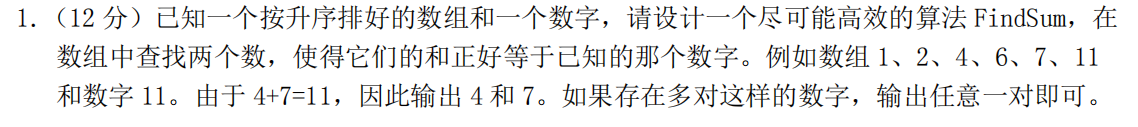 1.（12 分）已知一个按升序排好的数组和一个数字，请设计一个尽可能高效的算法 FindSum，在
数组中查找两个数，使得它们的和正好等于已知的那个数字。例如数组 1、2、4、6、7、11
和数字 11。由于 4+7=11，因此输出 4 和 7。如果存在多对这样的数字，输出任意一对即可。